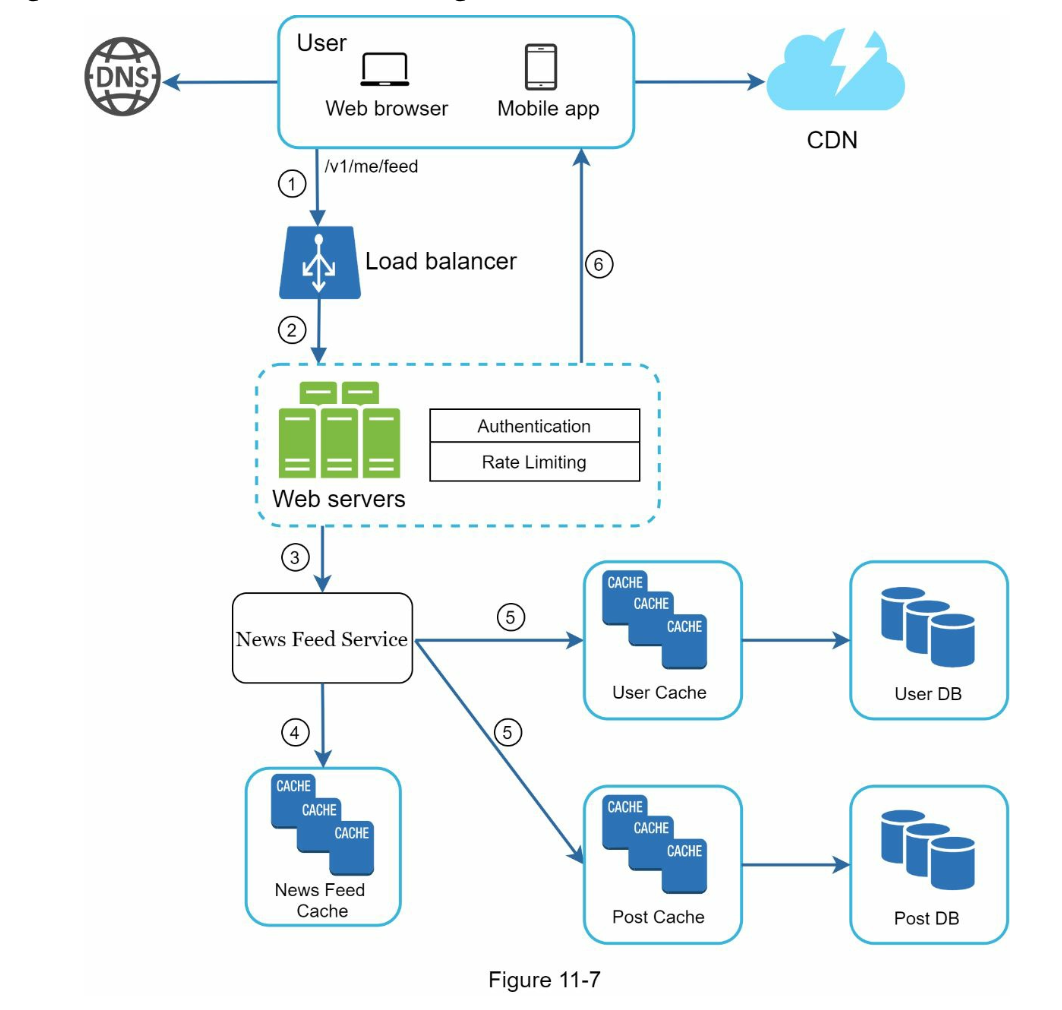 User
DNS
Web browser
Mobile app
CDN
/v1/me/feed
1
Load balancer
6
2
Authentication
Rate Limiting
Web servers
3
News Feed Service
5
CACHE
CACHE
CACHE
User Cache
User DB
4
5
CACHE
CACHE
CACHE
News Feed
Cache
CACHE
CACHE
CACHE
Post Cache
Post DB
Figure 11-7